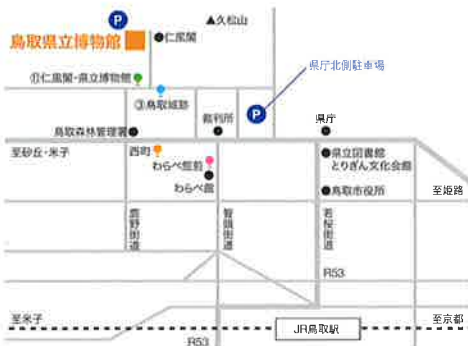 P
▲久松山
鳥取県立博物館
仁風閣
県庁北側駐車場
⑪仁風閣・県立博物館
③鳥取城跡
P
裁判所
県庁
鳥取森林管理署
至砂丘・米子
西町
わらべ館前
わらべ館
県立図書館
とりぎん文化会館
鳥取市役所
至姫路
鹿野街道
智頭街道
若桜街道
R53
至米子
至京都
JR鳥取駅
R53